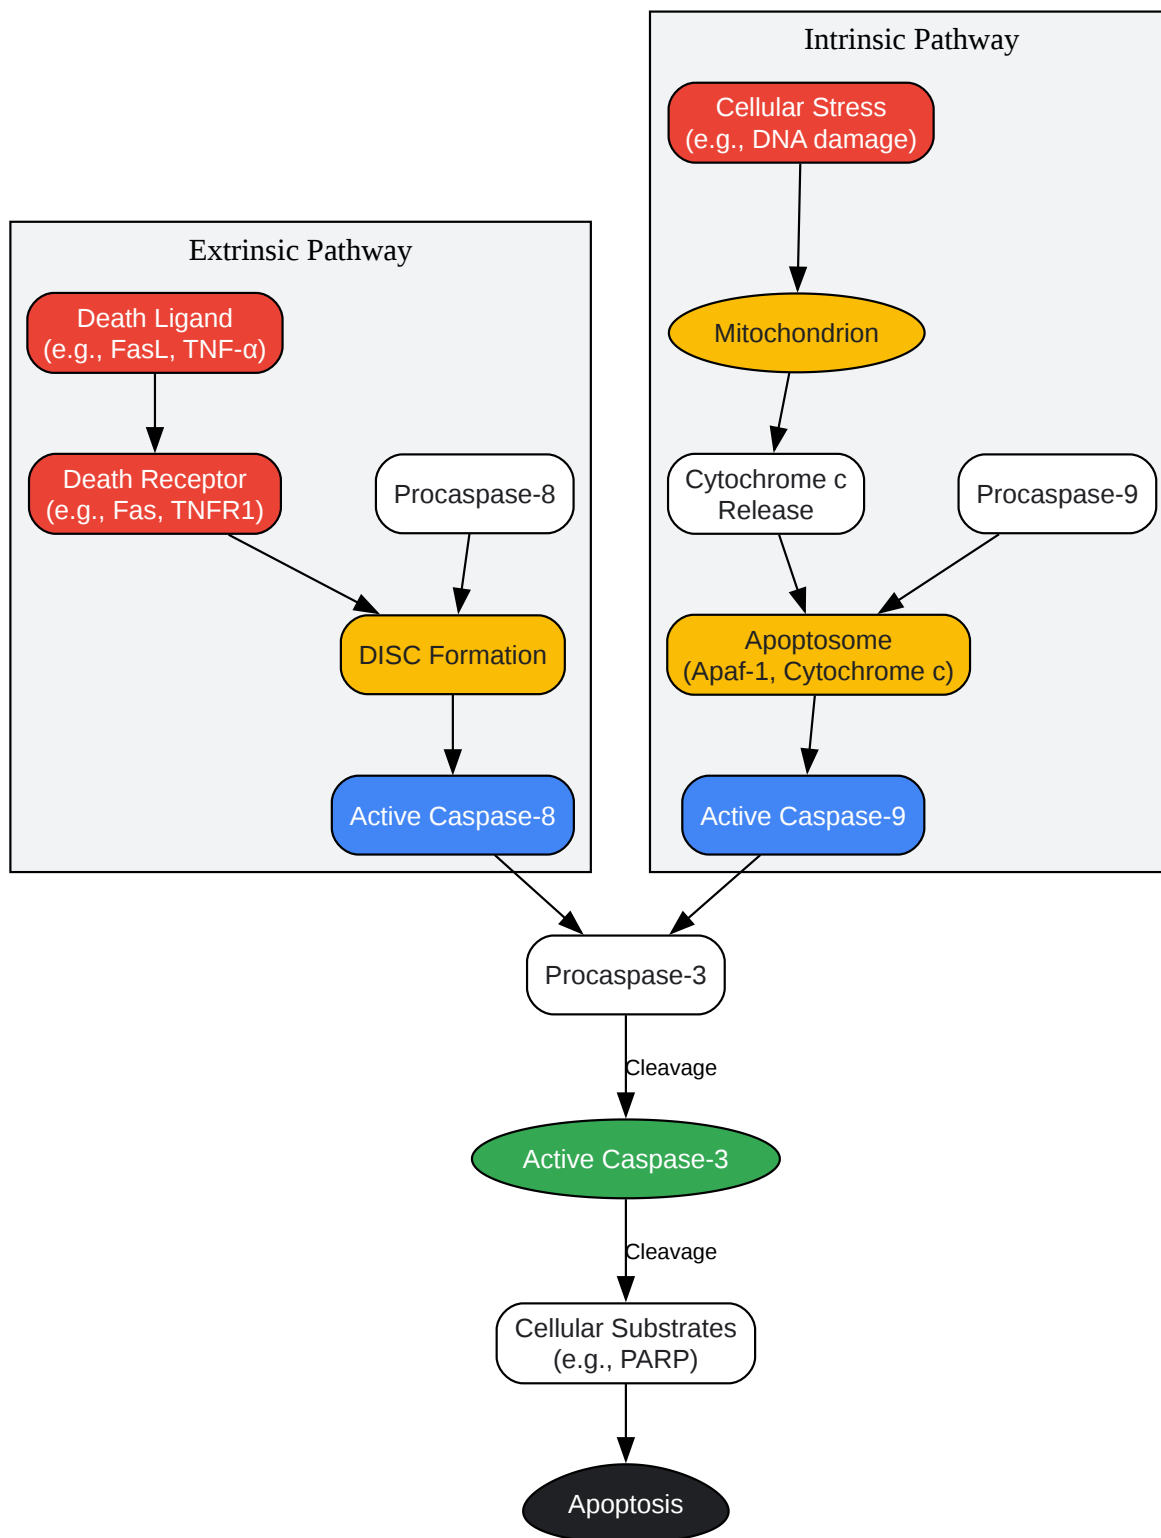 Intrinsic Pathway
Cellular Stress
(e.g., DNA damage)
Extrinsic Pathway
Death Ligand
(e.g., FasL, TNF-α)
Mitochondrion
Death Receptor
(e.g., Fas, TNFR1)
Procaspase-8
Cytochrome c
Release
Procaspase-9
DISC Formation
Apoptosome
(Apaf-1, Cytochrome c)
Active Caspase-8
Active Caspase-9
Procaspase-3
Cleavage
Active Caspase-3
Cleavage
Cellular Substrates
(e.g., PARP)
Apoptosis